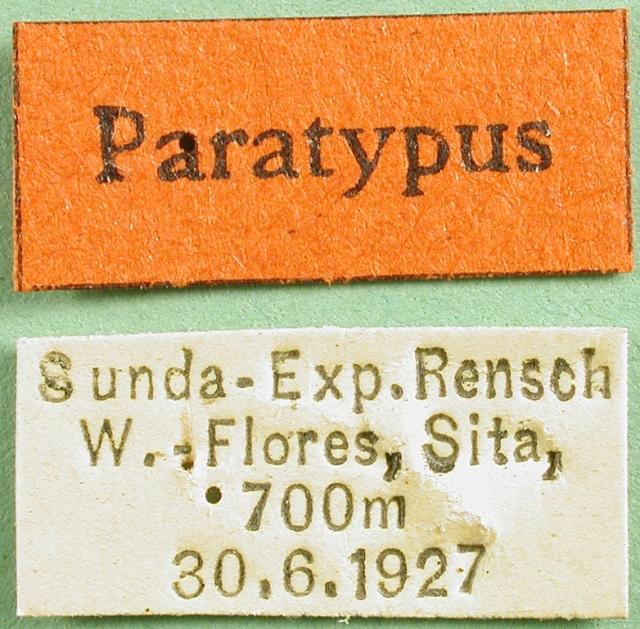 Paratypus
Sunda-Exp. Rensch
W.-Flores, Sita,
700m
30.6.1927